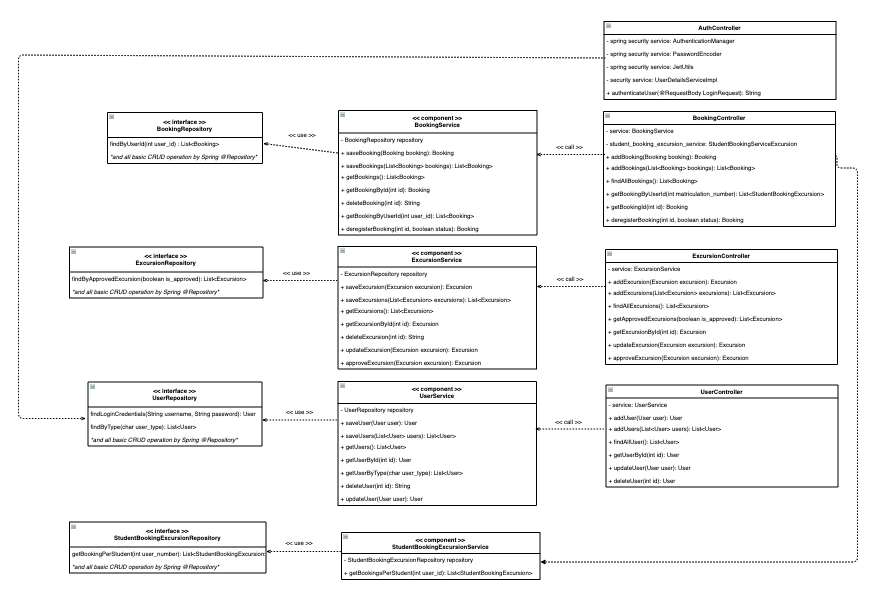 AuthController
- spring security service: AuthenticationManager
- spring security service: PasswordEncoder
- spring security service: JwtUtils
- security service: UserDetailsServiceImpl
+ authenticateUser(@RequestBody LoginRequest): String
<< interface >>
BookingRepository
findByUserId(int user_id) : List<Booking>
"and all basic CRUD operation by Spring @Repository"
<< use >>
<< component >>
BookingService
- BookingRepository repository
+ saveBooking(Booking booking): Booking
+ saveBookings(List<Booking> bookings): List<Booking>
+ getBookings(): List<Booking>
+ getBookingById(int id): Booking
+ deleteBooking(int id): String
+ getBookingByUserId(int user_id): List<Booking>
+ deregisterBooking(int id, boolean status): Booking
<< call >>
BookingController
- service: BookingService
- student_booking_excursion_service: StudentBookingServiceExcursion
+ addBooking(Booking booking): Booking
+ addBookings(List<Booking> bookings): List<Booking>
+ findAllBookings(): List<Booking>
+ getBookingByUserId(int matriculation_number): List<StudentBookingExcursion>
+ getBookingId(int id): Booking
+ deregisterBooking(int id, boolean status): Booking
<< interface >>
ExcursionRepository
findByApprovedExcursion(boolean is_approved): List<Excursion>
"and all basic CRUD operation by Spring @Repository"
<< use >>
<< component >>
ExcursionService
- ExcursionRepository repository
+ saveExcursion(Excursion excursion): Excursion
+ saveExcursions(List<Excursion> excursions): List<Excursion>
+ getExcursions(): List<Excursion>
+ getExcursionById(int id): Excursion
+ deleteExcursion(int id): String
+ updateExcursion(Excursion excursion): Excursion
+ approveExcursion(Excursion excursion): Excursion
<< call >>
ExcursionController
- service: ExcursionService
+ addExcursion(Excursion excursion): Excursion
+ addExcursions(List<Excursion> excursions): List<Excursion>
+ findAllExcursions(): List<Excursion>
+ getApprovedExcursions(boolean is_approved): List<Excursion>
+ getExcursionById(int id): Excursion
+ updateExcursion(Excursion excursion): Excursion
+ approveExcursion(Excursion excursion): Excursion
<< interface >>
UserRepository
findLoginCredentials(String username, String password): User
findByType(char user_type): List<User>
"and all basic CRUD operation by Spring @Repository"
<< use >>
<< component >>
UserService
- UserRepository repository
+ saveUser(User user): User
+ saveUsers(List<User> users): List<User>
+ getUsers(): List<User>
+ getUserById(int id): User
+ getUserByType(char user_type): List<User>
+ deleteUser(int id): String
+ updateUser(User user): User
<< call >>
UserController
- service: UserService
+ addUser(User user): User
+ addUsers(List<User> users): List<User>
+ findAllUser(): List<User>
+ getUserById(int id): User
+ updateUser(User user): User
+ deleteUser(int id): User
<< interface >>
StudentBookingExcursionRepository
getBookingPerStudent(int user_number): List<StudentBookingExcursion
"and all basic CRUD operation by Spring @Repository"
<< use >>
<< component >>
StudentBookingExcursionService
- StudentBookingExcursionRepository repository
+ getBookingsPerStudent(int user_id): List<StudentBookingExcursion>